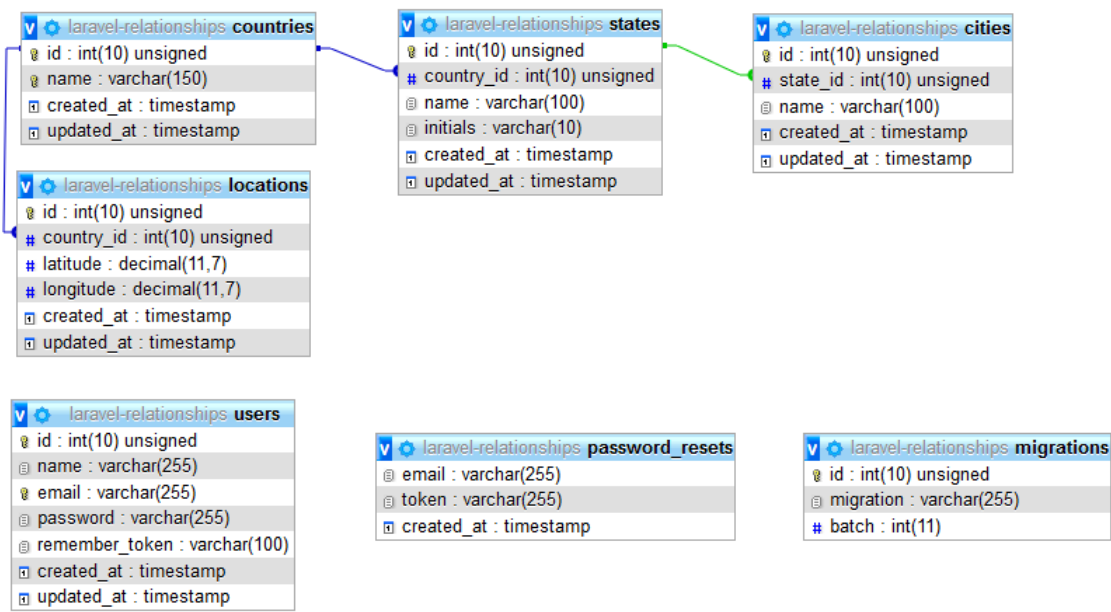 laravel-relationships countries
id : int(10) unsigned
name : varchar(150)
created_at : timestamp
updated_at : timestamp
laravel-relationships states
id : int(10) unsigned
# country_id : int(10) unsigned
name : varchar(100)
initials : varchar(10)
created_at : timestamp
updated_at : timestamp
laravel-relationships cities
id : int(10) unsigned
# state_id : int(10) unsigned
name : varchar(100)
created_at : timestamp
updated_at : timestamp
laravel-relationships locations
id : int(10) unsigned
# country_id : int(10) unsigned
# latitude : decimal(11,7)
# longitude : decimal(11,7)
created_at : timestamp
updated_at : timestamp
laravel-relationships users
id : int(10) unsigned
name : varchar(255)
email : varchar(255)
password : varchar(255)
remember_token : varchar(100)
created_at : timestamp
updated_at : timestamp
laravel-relationships password_resets
email : varchar(255)
token : varchar(255)
created_at : timestamp
laravel-relationships migrations
id : int(10) unsigned
migration : varchar(255)
# batch : int(11)